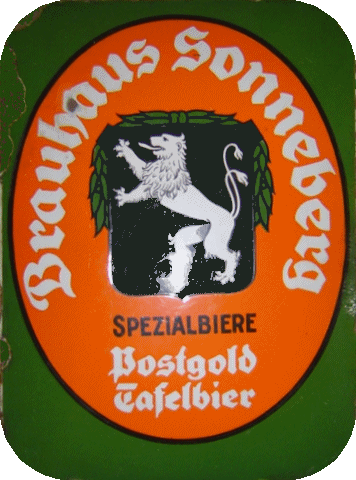 Brauhaus Sonneberg
SPEZIALBIERE
Postgold
Tafelbier